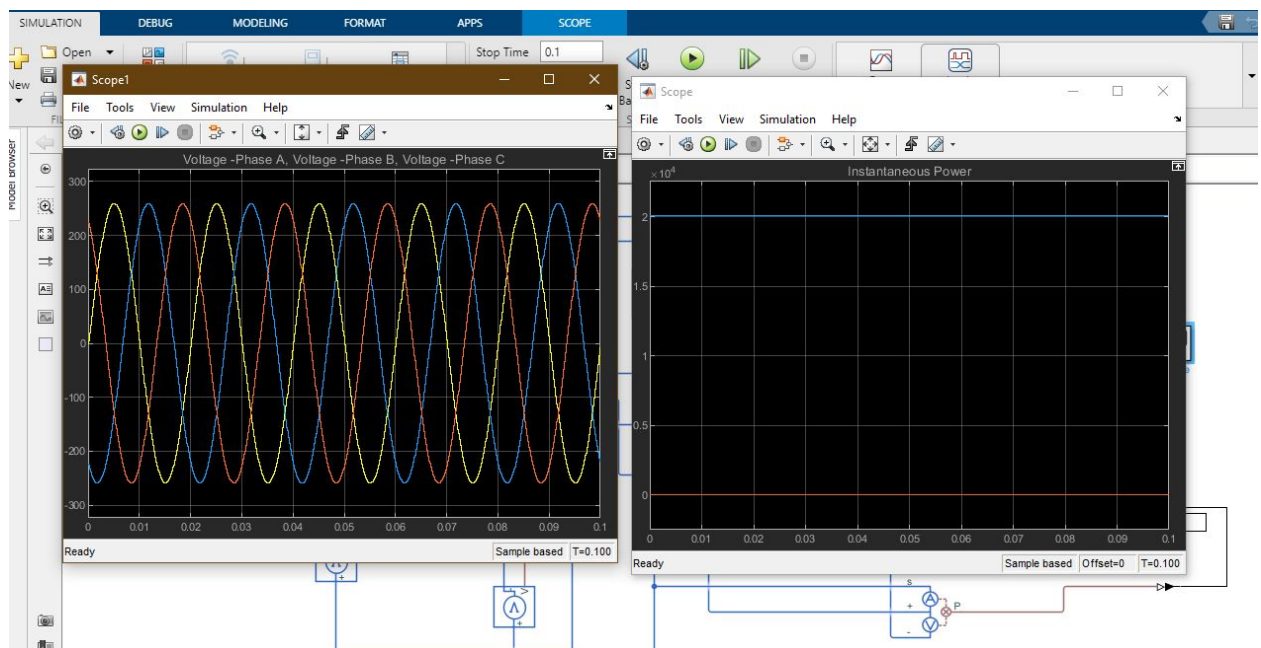 SIMULATION DEBUG MODELING FORMAT APPS SCOPE
Open Stop Time 0.1
New
Scope1
File Tools View Simulation Help
Voltage -Phase A, Voltage -Phase B, Voltage -Phase C
300
200
100
0
-100
-200
-300
0 0.01 0.02 0.03 0.04 0.05 0.06 0.07 0.08 0.09 0.1
Ready Sample based T=0.100
Scope
File Tools View Simulation Help
×10⁴ Instantaneous Power
2
1.5
1
0.5
0
0 0.01 0.02 0.03 0.04 0.05 0.06 0.07 0.08 0.09 0.1
Ready Sample based Offset=0 T=0.100
Model Browser
s
+ A P
- V
V
+
V
+